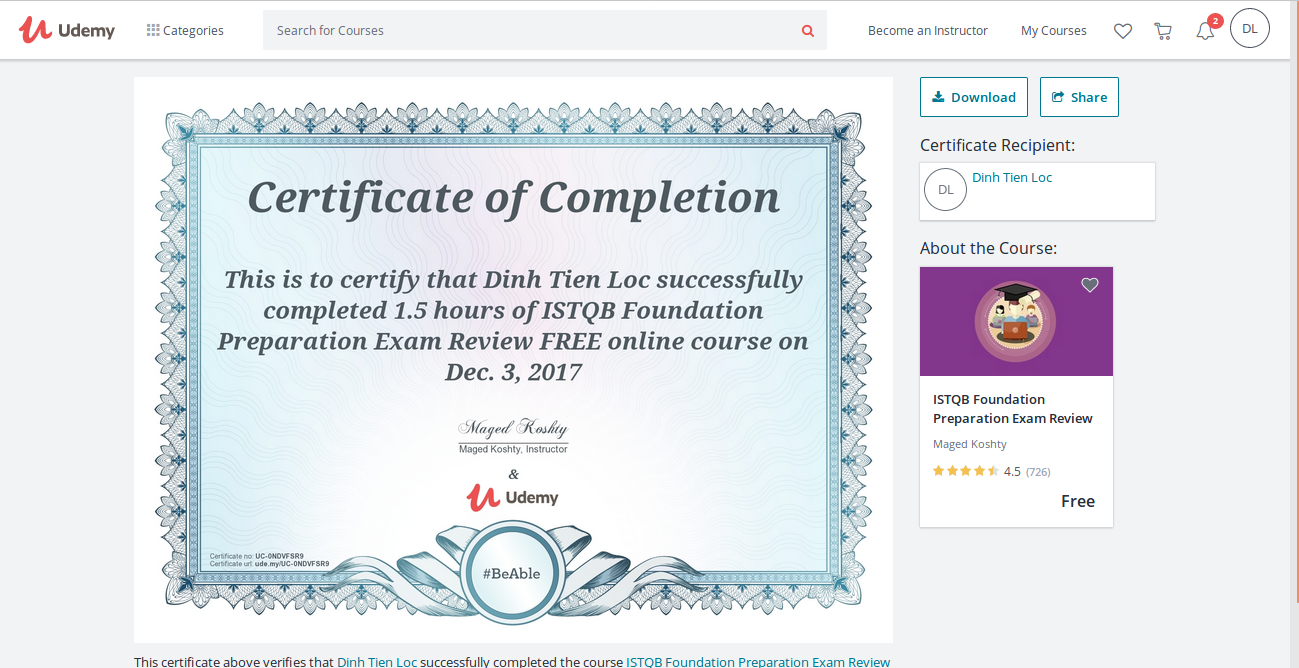 Udemy
Categories
Search for Courses
Become an Instructor
My Courses
2
DL
Certificate of Completion
This is to certify that Dinh Tien Loc successfully
completed 1.5 hours of ISTQB Foundation
Preparation Exam Review FREE online course on
Dec. 3, 2017
Maged Koshty
Maged Koshty, Instructor
&
Udemy
#BeAble
Certificate no: UC-0NDVFSR9
Certificate url: ude.my/UC-0NDVFSR9
This certificate above verifies that Dinh Tien Loc successfully completed the course ISTQB Foundation Preparation Exam Review
Download
Share
Certificate Recipient:
DL
Dinh Tien Loc
About the Course:
ISTQB Foundation
Preparation Exam Review
Maged Koshty
4.5 (726)
Free